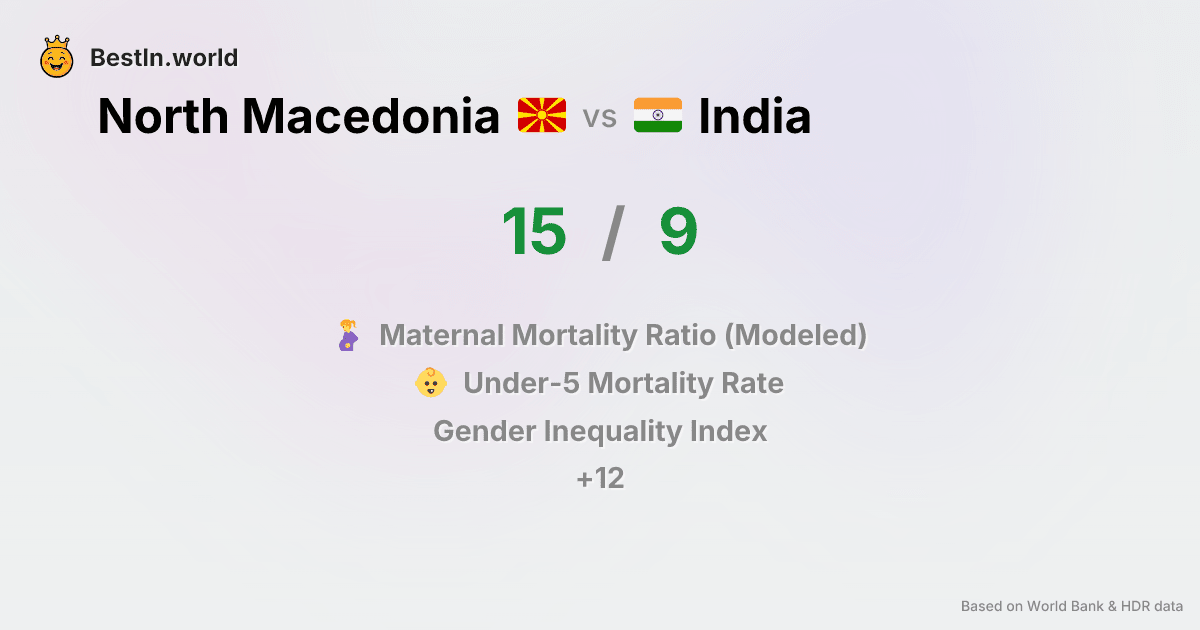 BestIn.world
North Macedonia vs India
15 / 9
Maternal Mortality Ratio (Modeled)
Under-5 Mortality Rate
Gender Inequality Index
+12
Based on World Bank & HDR data